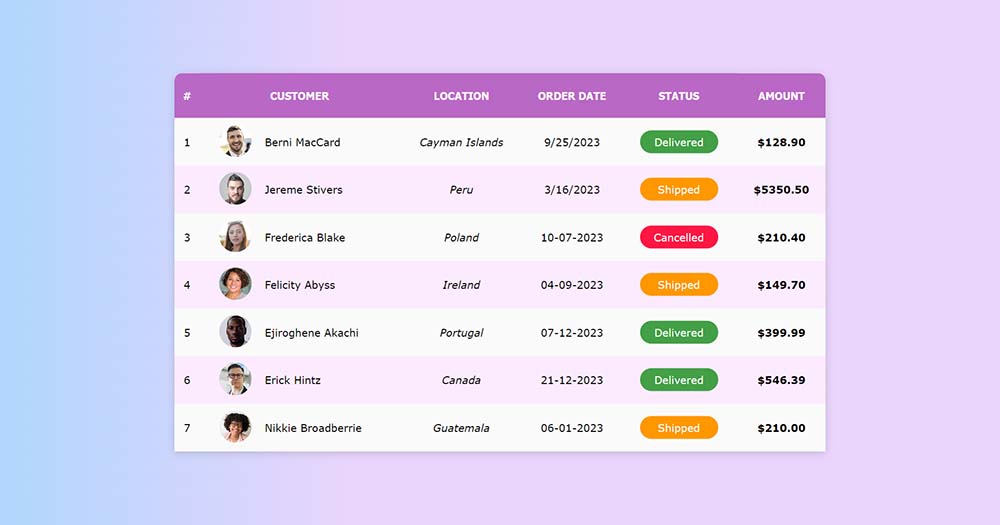 # CUSTOMER LOCATION ORDER DATE STATUS AMOUNT
1 Berni MacCard Cayman Islands 9/25/2023 Delivered $128.90
2 Jereme Stivers Peru 3/16/2023 Shipped $5350.50
3 Frederica Blake Poland 10-07-2023 Cancelled $210.40
4 Felicity Abyss Ireland 04-09-2023 Shipped $149.70
5 Ejiroghene Akachi Portugal 07-12-2023 Delivered $399.99
6 Erick Hintz Canada 21-12-2023 Delivered $546.39
7 Nikkie Broadberrie Guatemala 06-01-2023 Shipped $210.00